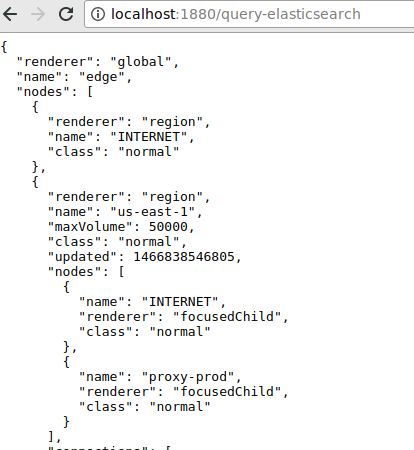 localhost:1880/query-elasticsearch
{
  "renderer": "global",
  "name": "edge",
  "nodes": [
    {
      "renderer": "region",
      "name": "INTERNET",
      "class": "normal"
    },
    {
      "renderer": "region",
      "name": "us-east-1",
      "maxVolume": 50000,
      "class": "normal",
      "updated": 1466838546805,
      "nodes": [
        {
          "name": "INTERNET",
          "renderer": "focusedChild",
          "class": "normal"
        },
        {
          "name": "proxy-prod",
          "renderer": "focusedChild",
          "class": "normal"
        }
      ],
      "connections": [